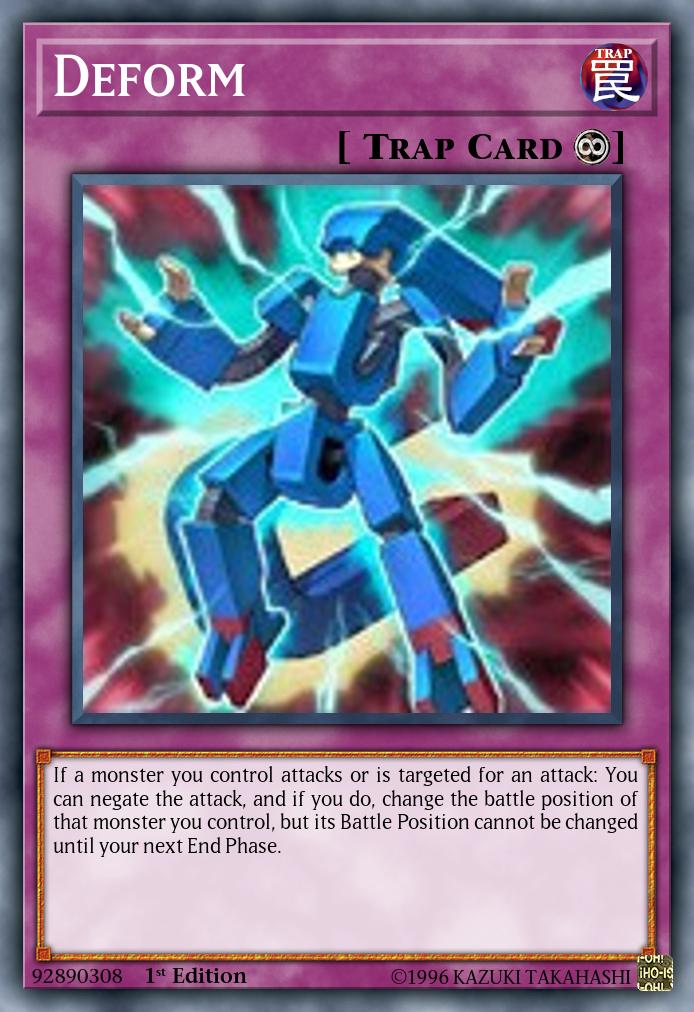 DEFORM
TRAP
罠
[ TRAP CARD ]
If a monster you control attacks or is targeted for an attack: You
can negate the attack, and if you do, change the battle position of
that monster you control, but its Battle Position cannot be changed
until your next End Phase.
92890308 1st Edition ©1996 KAZUKI TAKAHASHI